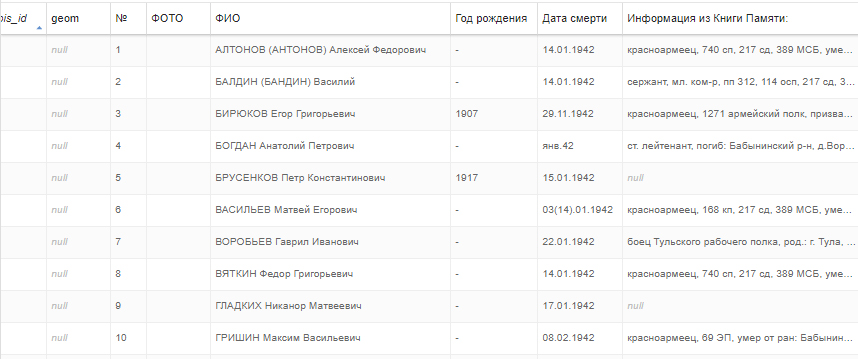 ois_id geom № ФОТО ФИО Год рождения Дата смерти Информация из Книги Памяти:
null 1 АЛТОНОВ (АНТОНОВ) Алексей Федорович - 14.01.1942 красноармеец, 740 сп, 217 сд, 389 МСБ, уме...
null 2 БАЛДИН (БАНДИН) Василий - 14.01.1942 сержант, мл. ком-р, пп 312, 114 осп, 217 сд, 3...
null 3 БИРЮКОВ Егор Григорьевич 1907 29.11.1942 красноармеец, 1271 армейский полк, призва...
null 4 БОГДАН Анатолий Петрович - янв.42 ст. лейтенант, погиб: Бабынинский р-н, д.Вор...
null 5 БРУСЕНКОВ Петр Константинович 1917 15.01.1942 null
null 6 ВАСИЛЬЕВ Матвей Егорович - 03(14).01.1942 красноармеец, 168 кп, 217 сд, 389 МСБ, уме...
null 7 ВОРОБЬЕВ Гаврил Иванович - 22.01.1942 боец Тульского рабочего полка, род.: г. Тула, ...
null 8 ВЯТКИН Федор Григорьевич - 14.01.1942 красноармеец, 740 сп, 217 сд, 389 МСБ, уме...
null 9 ГЛАДКИХ Никанор Матвеевич - 17.01.1942 null
null 10 ГРИШИН Максим Васильевич - 08.02.1942 красноармеец, 69 ЭП, умер от ран: Бабынин...